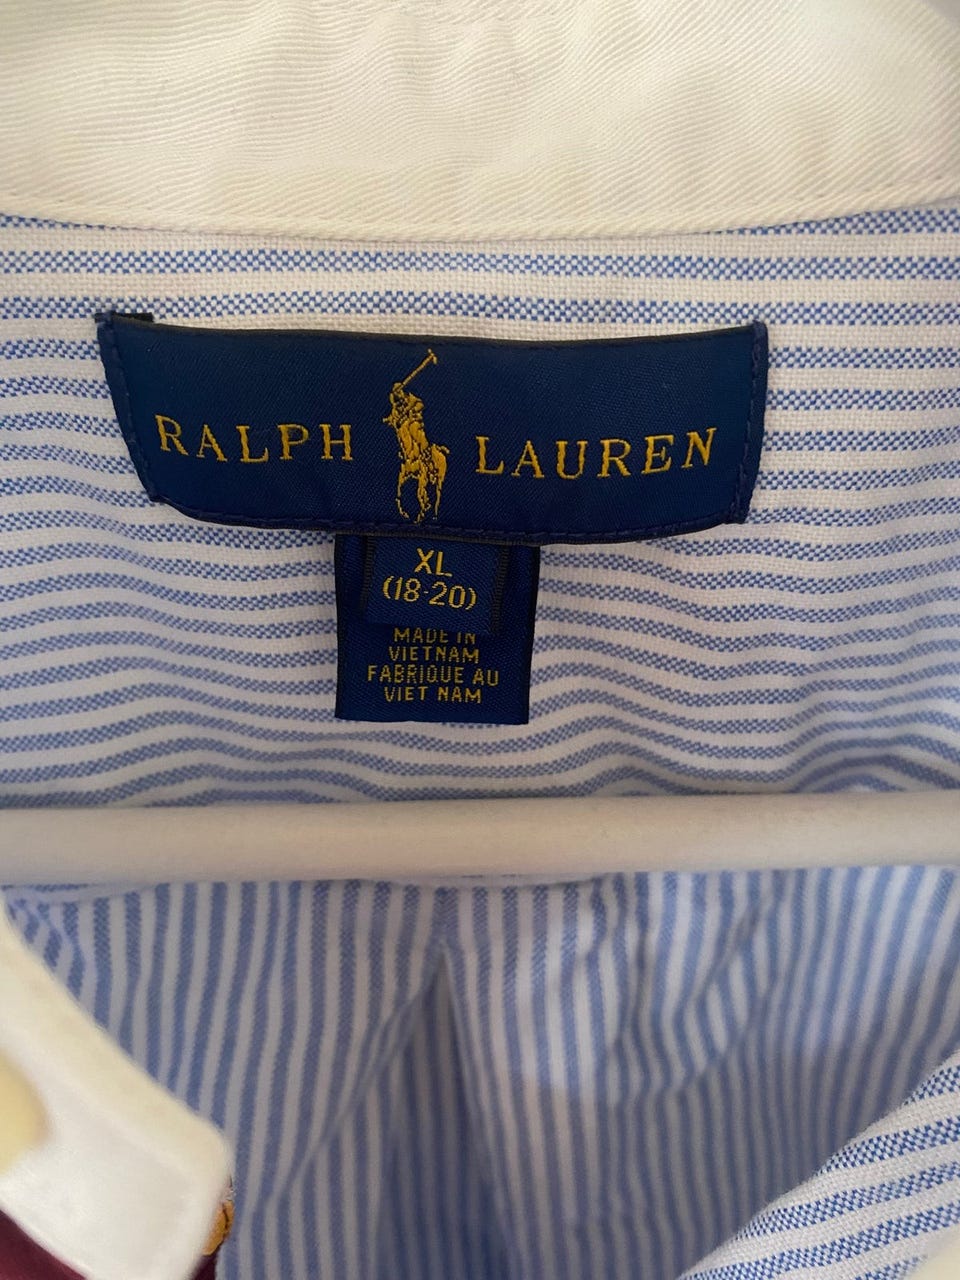 RALPH LAUREN
XL
(18-20)
MADE IN
VIETNAM
FABRIQUE AU
VIET NAM